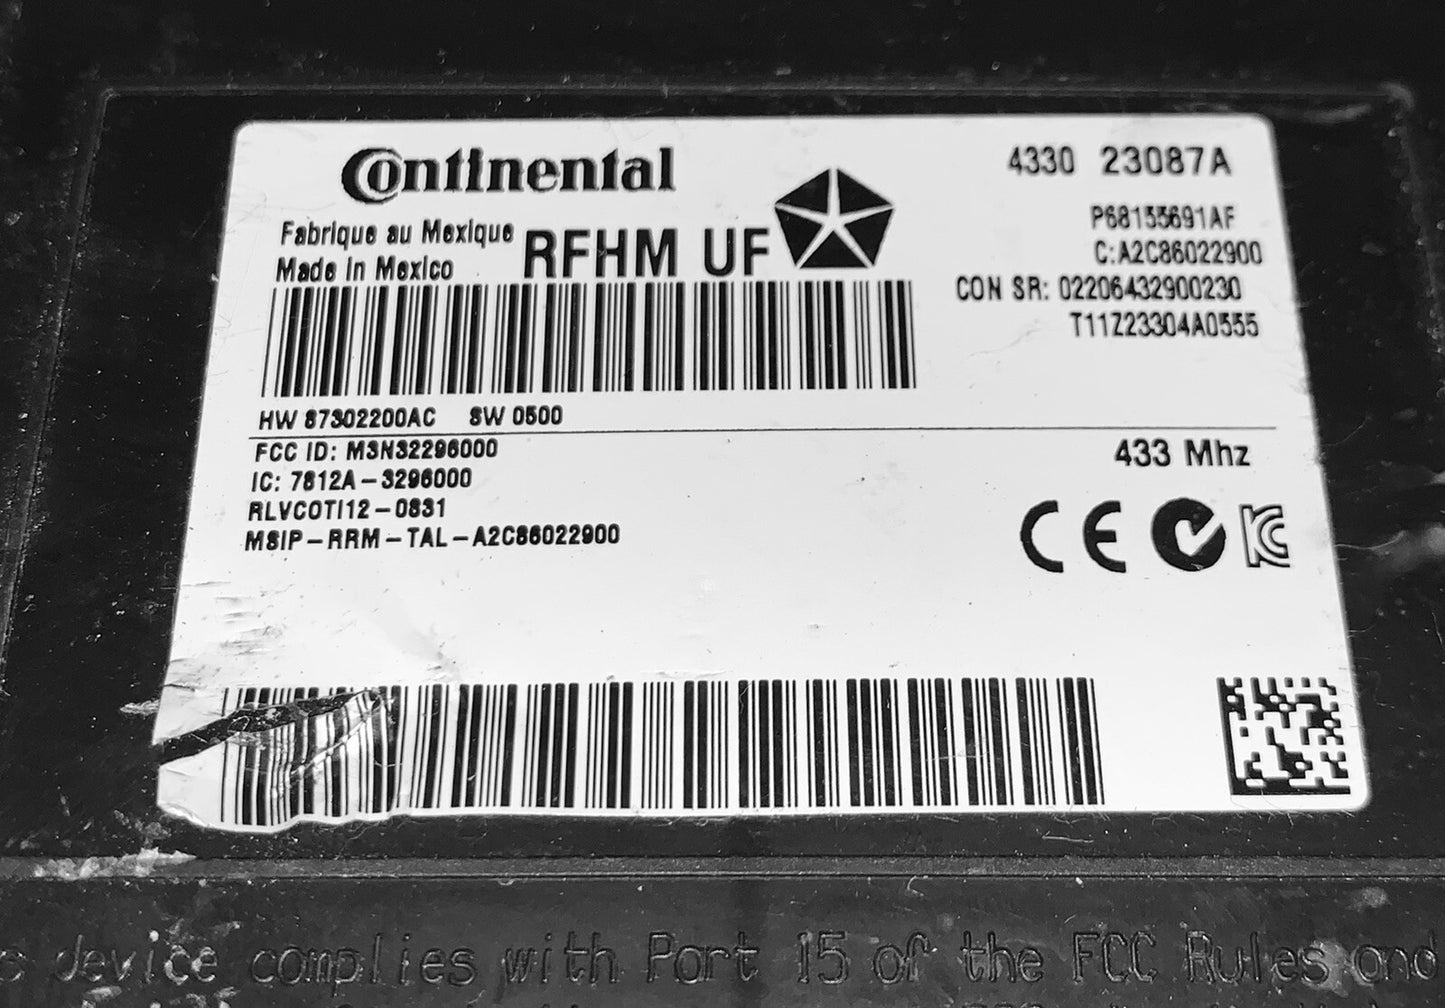 Continental
4330 23087A
Fabrique au Mexique
Made in Mexico
RFHM UF
P68155691AF
C:A2C86022900
CON SR: 02206432900230
T11Z23304A0555
HW 87302200AC SW 0500
FCC ID: M3N32296000
IC: 7812A-3296000
RLVCOTI12-0831
MSIP-RRM-TAL-A2C86022900
433 Mhz
CE
device complies with Part 15 of the FCC Rules and